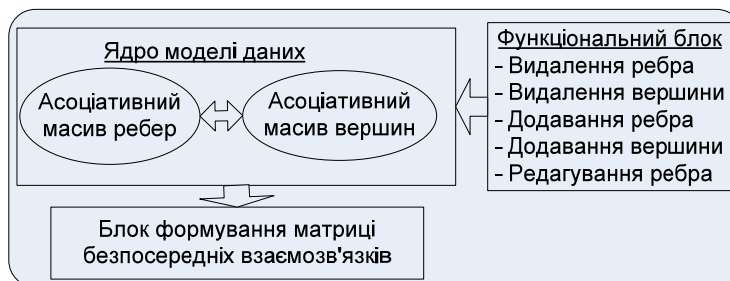 Ядро моделі даних
Асоціативний
масив ребер
Асоціативний
масив вершин
Функціональний блок
- Видалення ребра
- Видалення вершини
- Додавання ребра
- Додавання вершини
- Редагування ребра
Блок формування матриці
безпосередніх взаємозв'язків